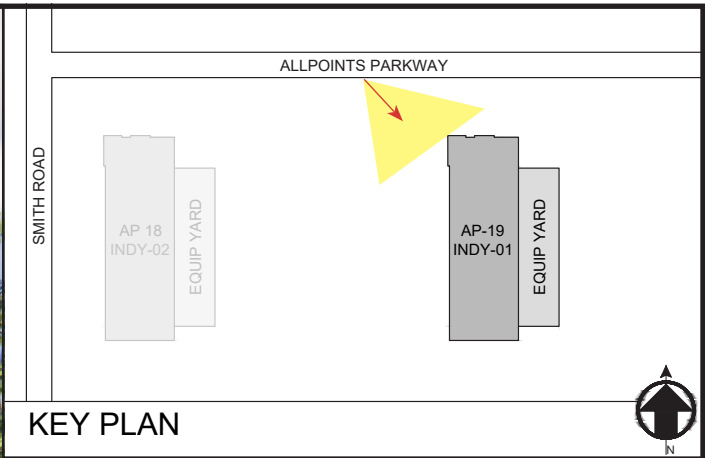 ALLPOINTS PARKWAY
SMITH ROAD
AP 18
INDY-02
EQUIP YARD
AP-19
INDY-01
EQUIP YARD
KEY PLAN
N